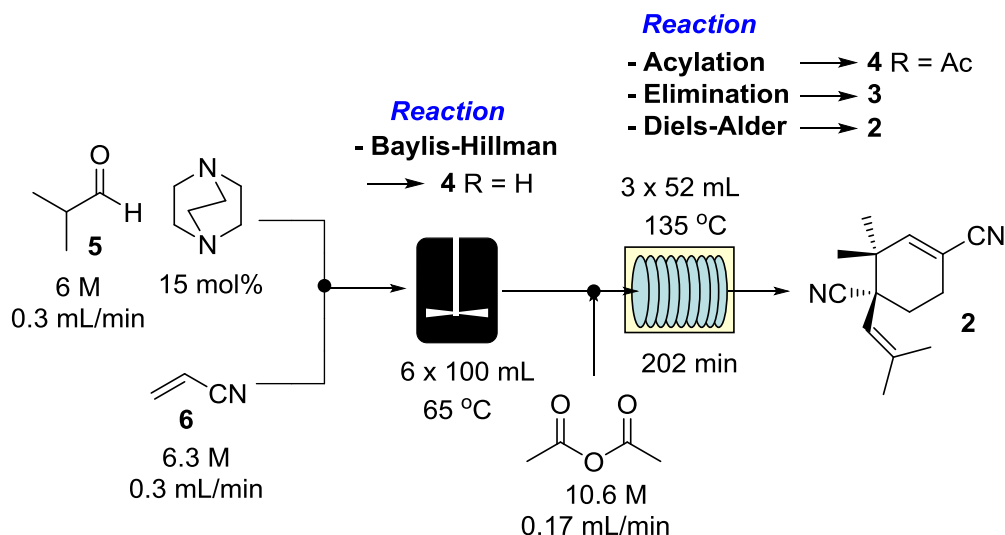 Reaction
- Acylation 4 R = Ac
- Elimination 3
- Diels-Alder 2
Reaction
- Baylis-Hillman
4 R = H
O
H
5
6 M
0.3 mL/min
N
N
15 mol%
CN
6
6.3 M
0.3 mL/min
6 x 100 mL
65 °C
3 x 52 mL
135 °C
202 min
O
O
O
10.6 M
0.17 mL/min
CN
NC
2